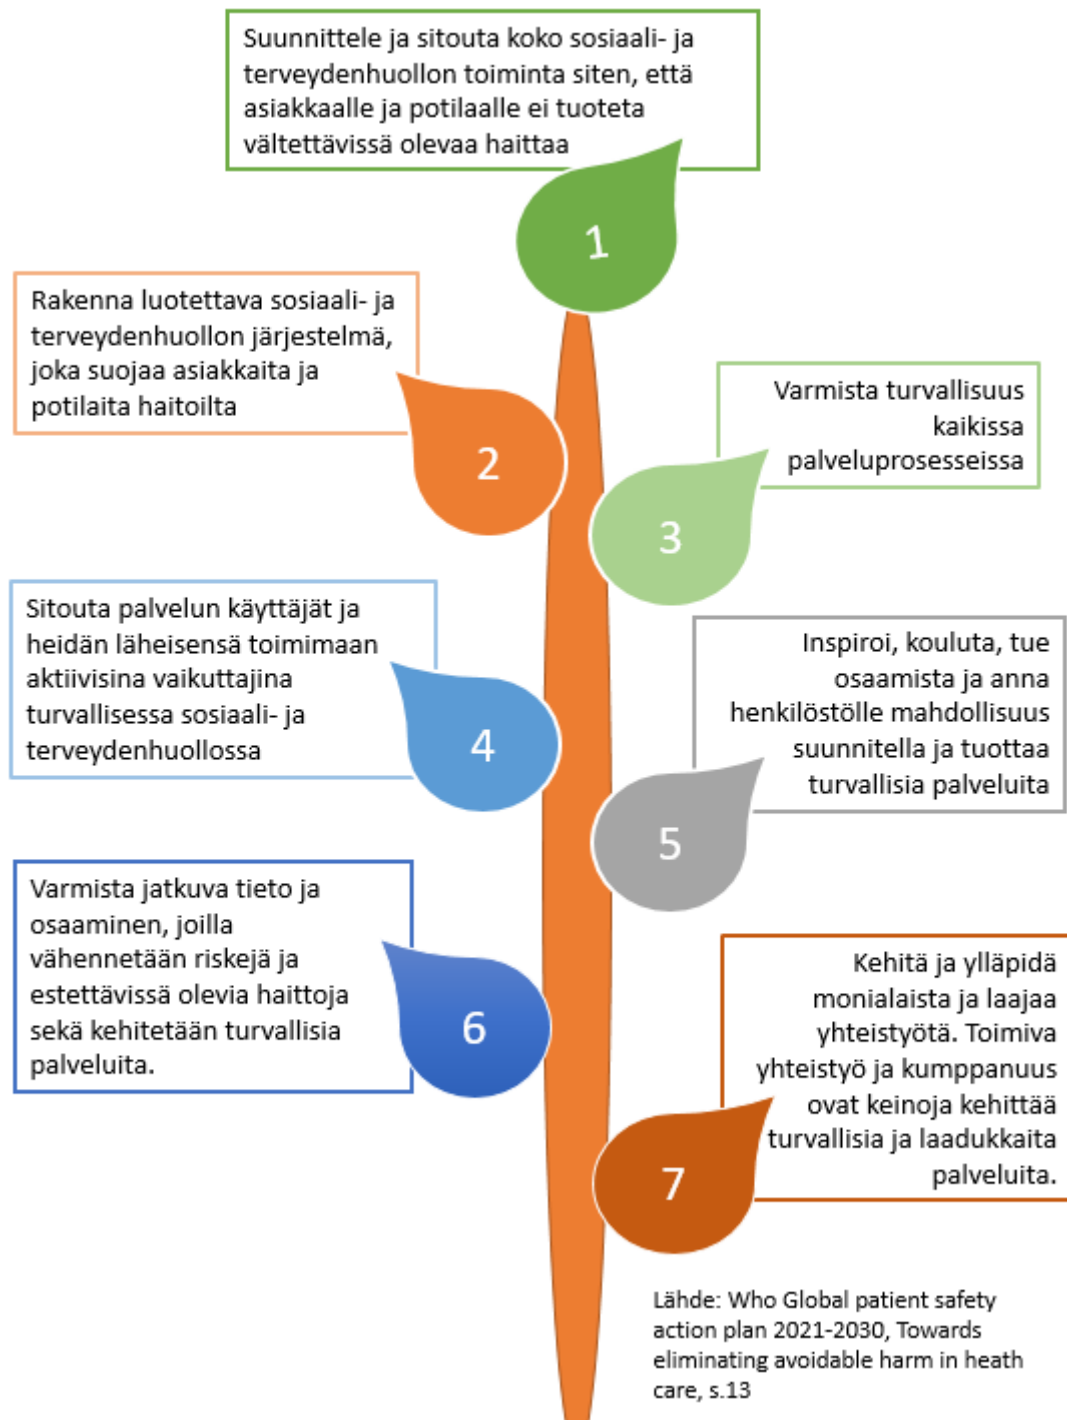 Suunnittele ja sitouta koko sosiaali- ja
terveydenhuollon toiminta siten, että
asiakkaalle ja potilaalle ei tuoteta
vältettävissä olevaa haittaa
1
Rakenna luotettava sosiaali- ja
terveydenhuollon järjestelmä,
joka suojaa asiakkaita ja
potilaita haitoilta
2
Varmista turvallisuus
kaikissa
palveluprosesseissa
3
Sitouta palvelun käyttäjät ja
heidän läheisensä toimimaan
aktiivisina vaikuttajina
turvallisessa sosiaali- ja
terveydenhuollossa
4
Inspiroi, kouluta, tue
osaamista ja anna
henkilöstölle mahdollisuus
suunnitella ja tuottaa
turvallisia palveluita
5
Varmista jatkuva tieto ja
osaaminen, joilla
vähennetään riskejä ja
estettävissä olevia haittoja
sekä kehitetään turvallisia
palveluita.
6
Kehitä ja ylläpidä
monialaista ja laajaa
yhteistyötä. Toimiva
yhteistyö ja kumppanuus
ovat keinoja kehittää
turvallisia ja laadukkaita
palveluita.
7
Lähde: Who Global patient safety
action plan 2021-2030, Towards
eliminating avoidable harm in heath
care, s.13